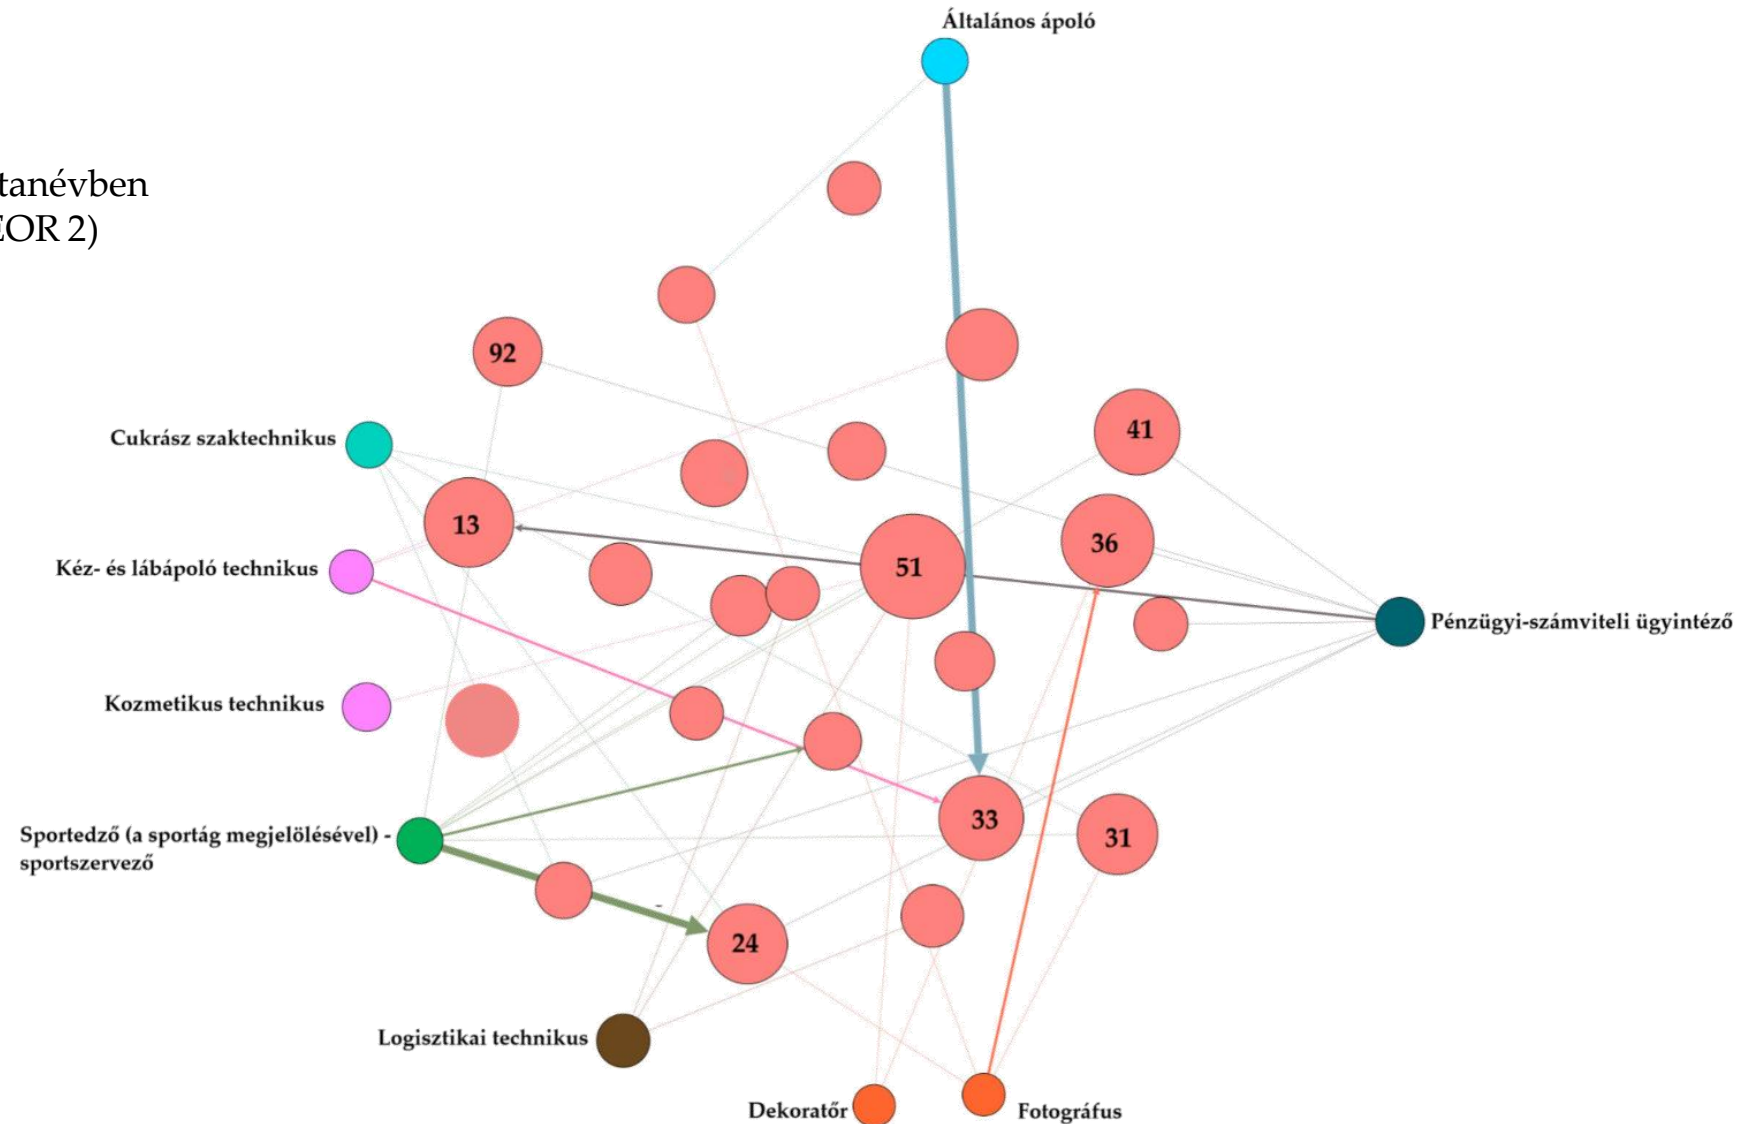 Általános ápoló
tanévben
EOR 2)
92
41
Cukrász szaktechnikus
13
36
51
Kéz- és lábápoló technikus
Pénzügyi-számviteli ügyintéző
Kozmetikus technikus
33
31
Sportedző (a sportág megjelölésével) -
sportszervező
-
24
Logisztikai technikus
Dekoratőr
Fotográfus